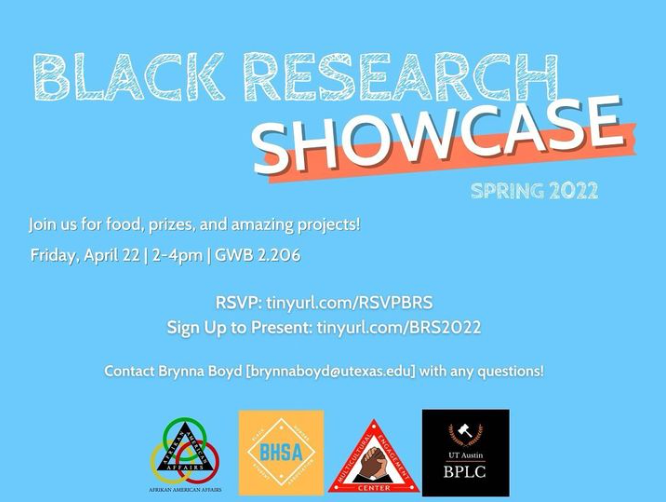 BLACK RESEARCH
SHOWCASE
SPRING 2022
Join us for food, prizes, and amazing projects!
Friday, April 22 | 2-4pm | GWB 2.206
RSVP: tinyurl.com/RSVPBRS
Sign Up to Present: tinyurl.com/BRS2022
Contact Brynna Boyd [brynnaboyd@utexas.edu] with any questions!
AFRIKAN AMERICAN
AFFAIRS
AFRIKAN AMERICAN AFFAIRS
BHSA
MULTICULTURAL ENGAGEMENT
CENTER
UT Austin
BPLC